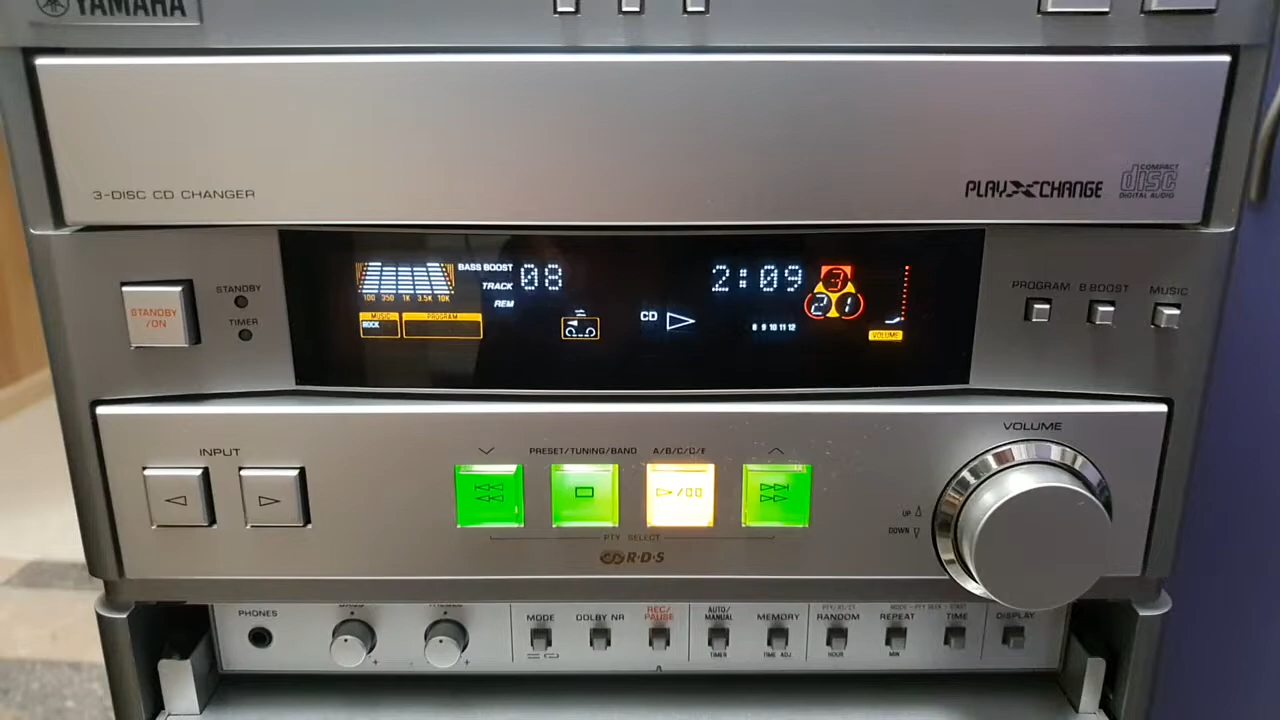 YAMAHA
3-DISC CD CHANGER
PLAYXCHANGE
COMPACT
disc
DIGITAL AUDIO
STANDBY
/ON
STANDBY
TIMER
BASS BOOST
TRACK
08
REM
100 350 1K 3.5K 10K
MUSIC
PROGRAM
ROCK
CD
2:09
3
2
1
8 9 10 11 12
VOLUME
PROGRAM
B BOOST
MUSIC
INPUT
PRESET/TUNING/BAND
A/B/C/D/E
PTY SELECT
R·D·S
VOLUME
UP
DOWN
PHONES
MODE
DOLBY NR
REC/
PAUSE
AUTO/
MANUAL
TIMER
MEMORY
TIME ADJ.
RANDOM
HOUR
REPEAT
MIN
TIME
DISPLAY